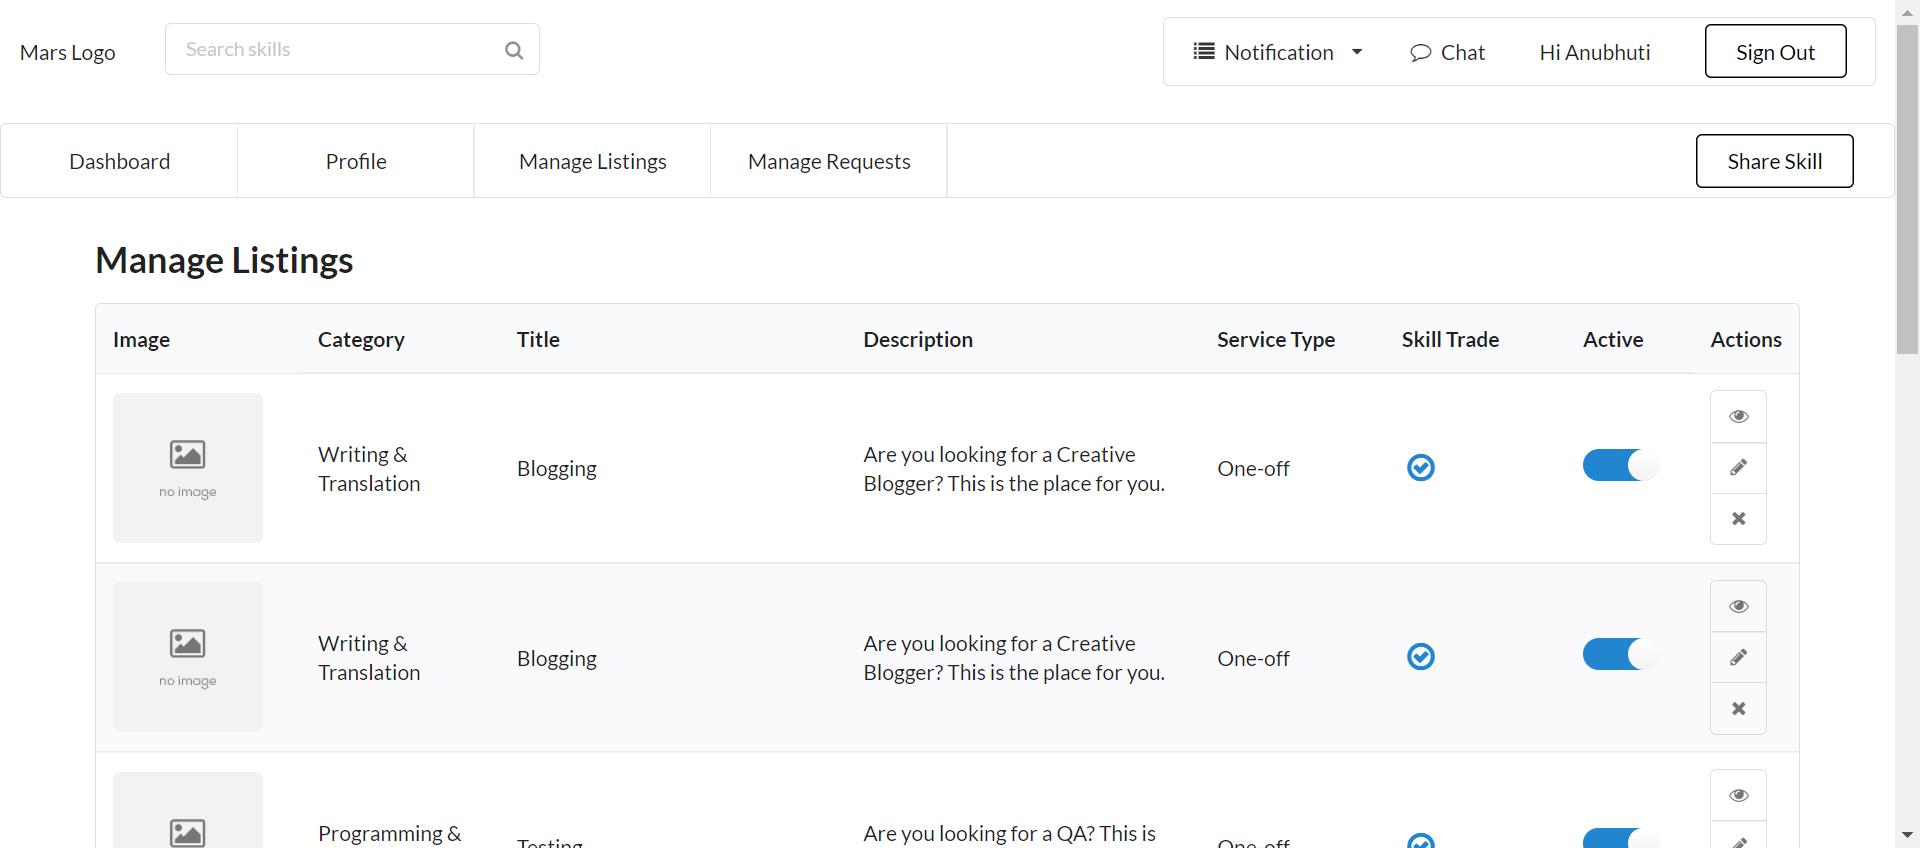 Mars Logo
Search skills
Notification
Chat
Hi Anubhuti
Sign Out
Dashboard
Profile
Manage Listings
Manage Requests
Share Skill
Manage Listings
Image
Category
Title
Description
Service Type
Skill Trade
Active
Actions
no image
Writing &
Translation
Blogging
Are you looking for a Creative
Blogger? This is the place for you.
One-off
no image
Writing &
Translation
Blogging
Are you looking for a Creative
Blogger? This is the place for you.
One-off
Programming &
Testing
Are you looking for a QA? This is
One-off